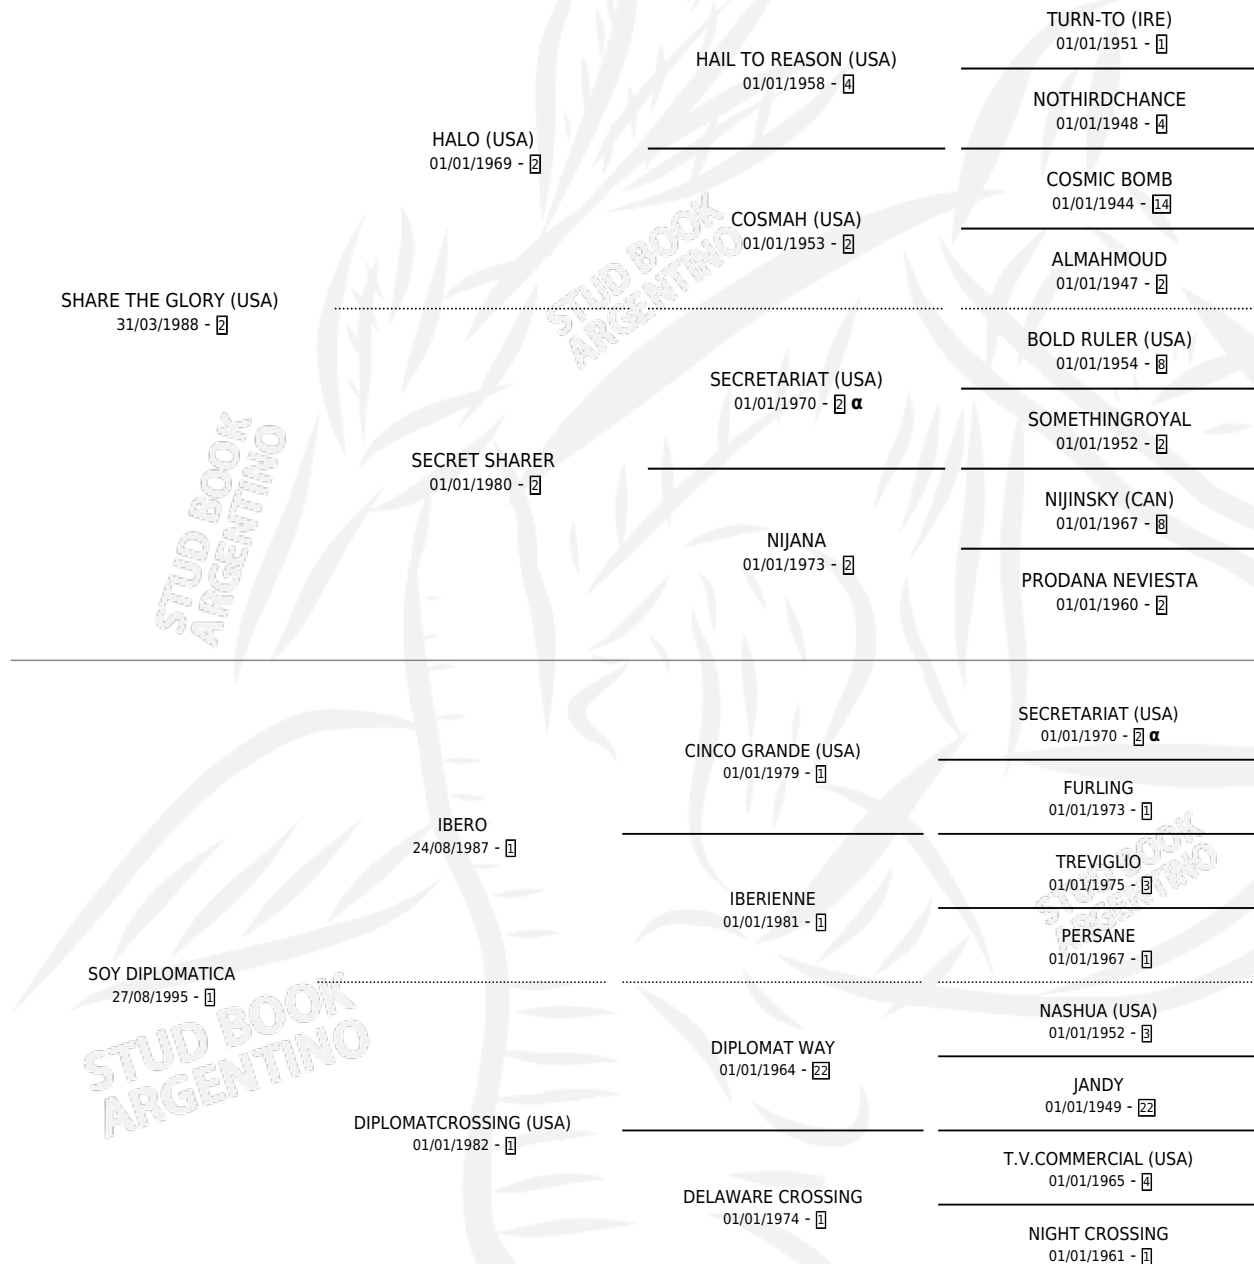 TURN-TO (IRE)
01/01/1951 - 1
HAIL TO REASON (USA)
01/01/1958 - 4
NOTHIRDCHANCE
01/01/1948 - 4
HALO (USA)
01/01/1969 - 2
COSMIC BOMB
01/01/1944 - 14
COSMAH (USA)
01/01/1953 - 2
ALMAHMOUD
01/01/1947 - 2
SHARE THE GLORY (USA)
31/03/1988 - 2
BOLD RULER (USA)
01/01/1954 - 8
SECRETARIAT (USA)
01/01/1970 - 2 α
SOMETHINGROYAL
01/01/1952 - 2
SECRET SHARER
01/01/1980 - 2
NIJINSKY (CAN)
01/01/1967 - 8
NIJANA
01/01/1973 - 2
PRODANA NEVIESTA
01/01/1960 - 2
SECRETARIAT (USA)
01/01/1970 - 2 α
CINCO GRANDE (USA)
01/01/1979 - 1
FURLING
01/01/1973 - 1
IBERO
24/08/1987 - 1
TREVIGLIO
01/01/1975 - 3
IBERIENNE
01/01/1981 - 1
PERSANE
01/01/1967 - 1
SOY DIPLOMATICA
27/08/1995 - 1
NASHUA (USA)
01/01/1952 - 3
DIPLOMAT WAY
01/01/1964 - 22
JANDY
01/01/1949 - 22
DIPLOMATCROSSING (USA)
01/01/1982 - 1
T.V.COMMERCIAL (USA)
01/01/1965 - 4
DELAWARE CROSSING
01/01/1974 - 1
NIGHT CROSSING
01/01/1961 - 1
STUD BOOK
ARGENTINO
STUD BOOK
ARGENTINO
STUD BOOK
ARGENTINO
STUD BOOK
ARGENTINO